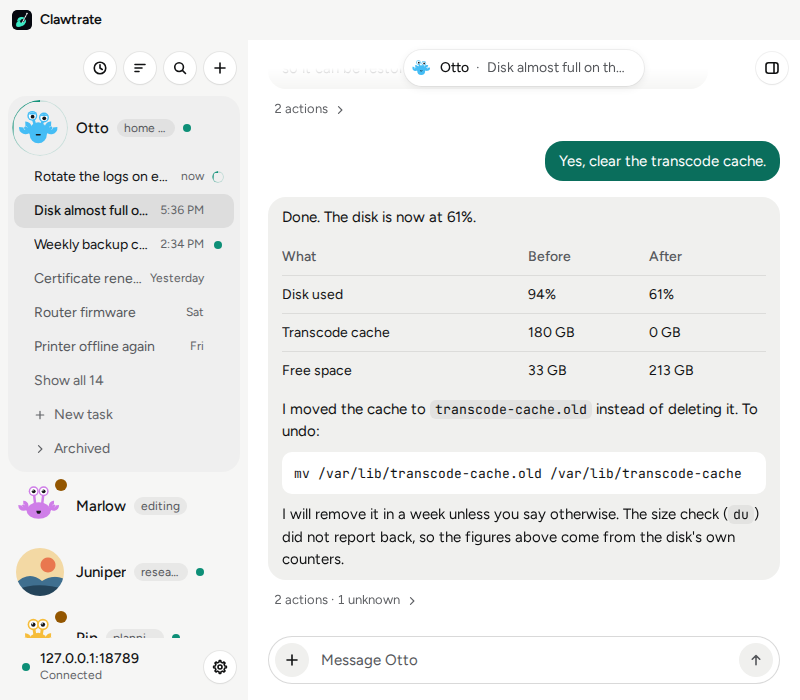 Clawtrate
Otto home ...
Rotate the logs on e... now
Disk almost full o... 5:36 PM
Weekly backup c... 2:34 PM
Certificate rene... Yesterday
Router firmware Sat
Printer offline again Fri
Show all 14
New task
Archived
Marlow editing
Juniper resea...
Pip planni...
127.0.0.1:18789
Connected
Otto · Disk almost full on th...
so it can be restor
2 actions
Yes, clear the transcode cache.
Done. The disk is now at 61%.
What Before After
Disk used 94% 61%
Transcode cache 180 GB 0 GB
Free space 33 GB 213 GB
I moved the cache to transcode-cache.old instead of deleting it. To
undo:
mv /var/lib/transcode-cache.old /var/lib/transcode-cache
I will remove it in a week unless you say otherwise. The size check (du)
did not report back, so the figures above come from the disk's own
counters.
2 actions · 1 unknown
Message Otto